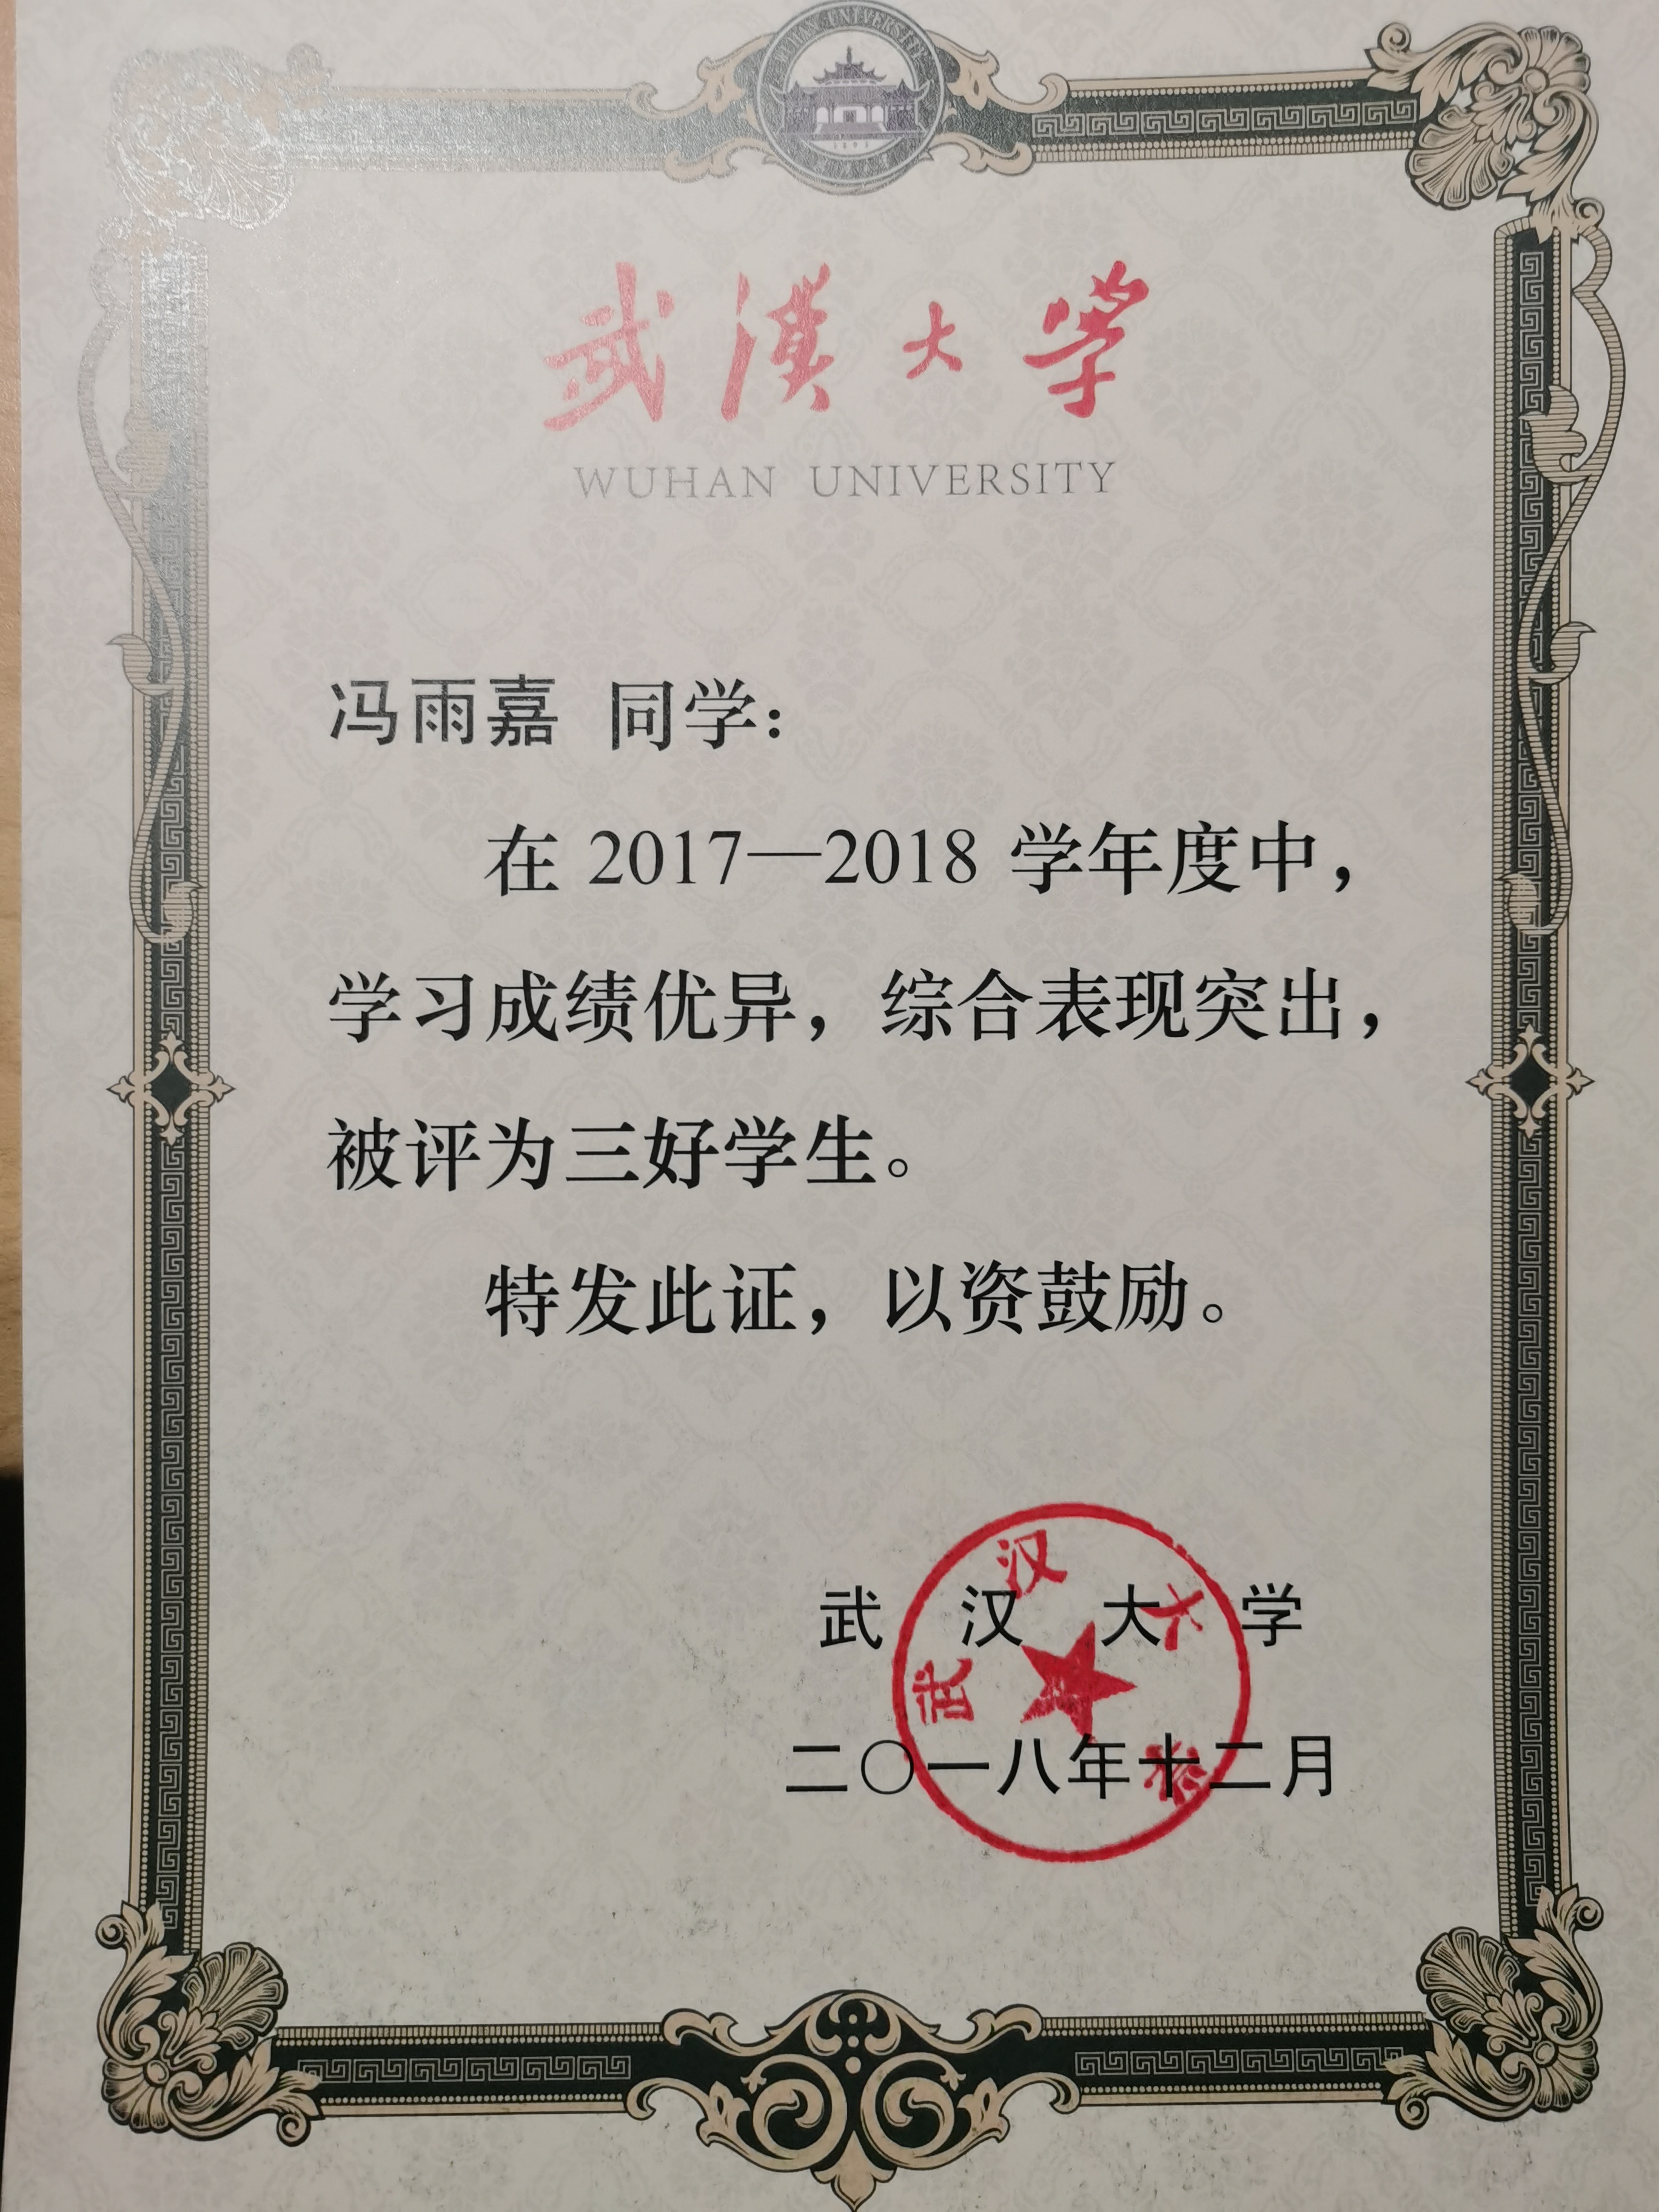 WUHAN UNIVERSITY
1893
武漢大学
WUHAN UNIVERSITY
冯雨嘉 同学：
在 2017—2018 学年度中，
学习成绩优异，综合表现突出，
被评为三好学生。
特发此证，以资鼓励。
武汉大学
武汉大学
二〇一八年十二月